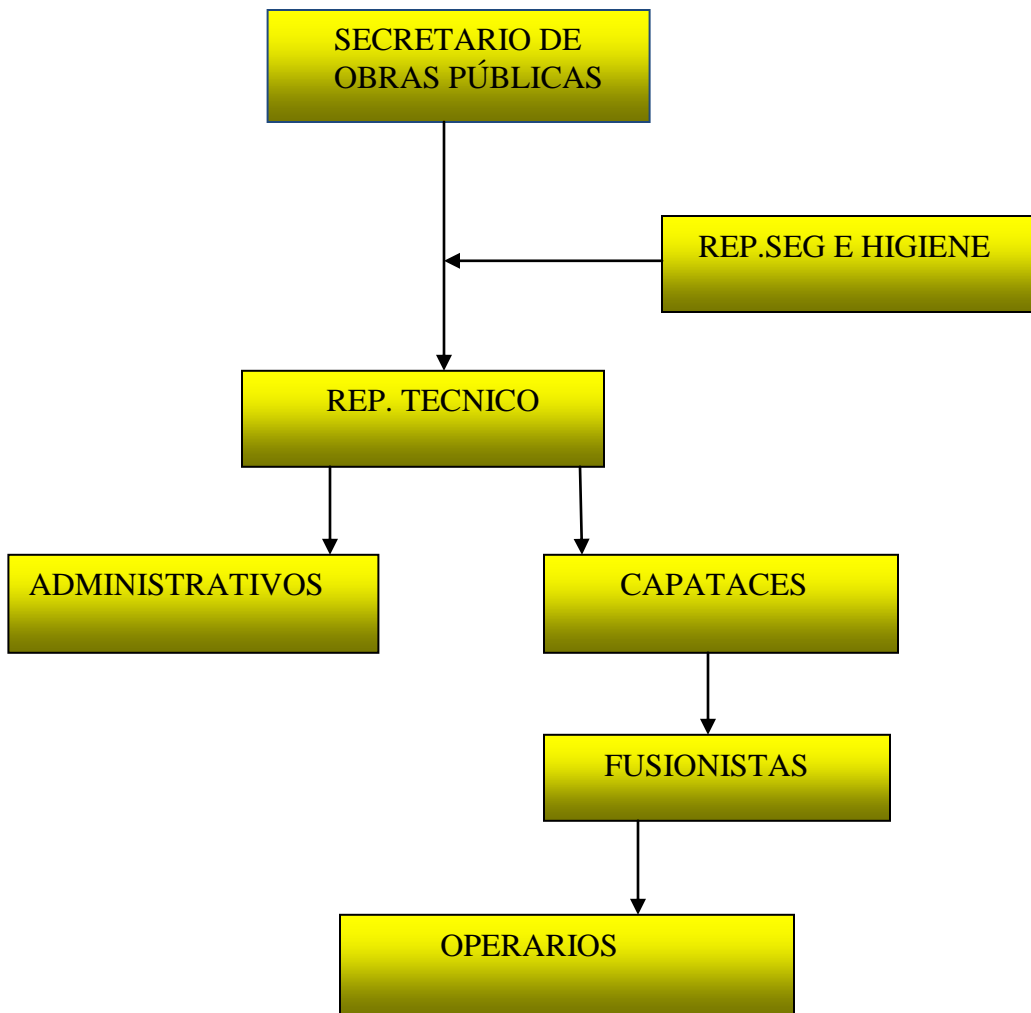 SECRETARIO DE
OBRAS PÚBLICAS
REP.SEG E HIGIENE
REP. TECNICO
ADMINISTRATIVOS
CAPATACES
FUSIONISTAS
OPERARIOS